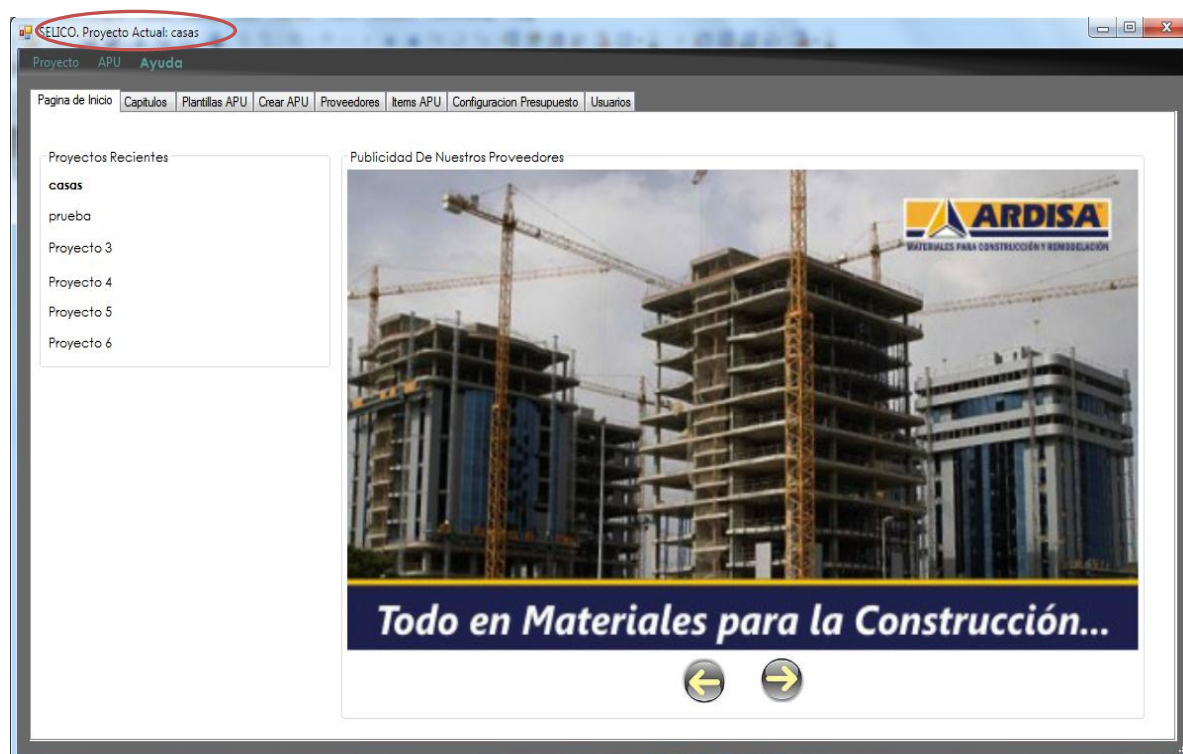 SELICO. Proyecto Actual: casas
Proyecto APU Ayuda
Pagina de Inicio Capitulos Plantillas APU Crear APU Proveedores Items APU Configuracion Presupuesto Usuarios
Proyectos Recientes
casas
prueba
Proyecto 3
Proyecto 4
Proyecto 5
Proyecto 6
Publicidad De Nuestros Proveedores
ARDISA
MATERIALES PARA CONSTRUCCIÓN Y REMODELACIÓN
Todo en Materiales para la Construcción...